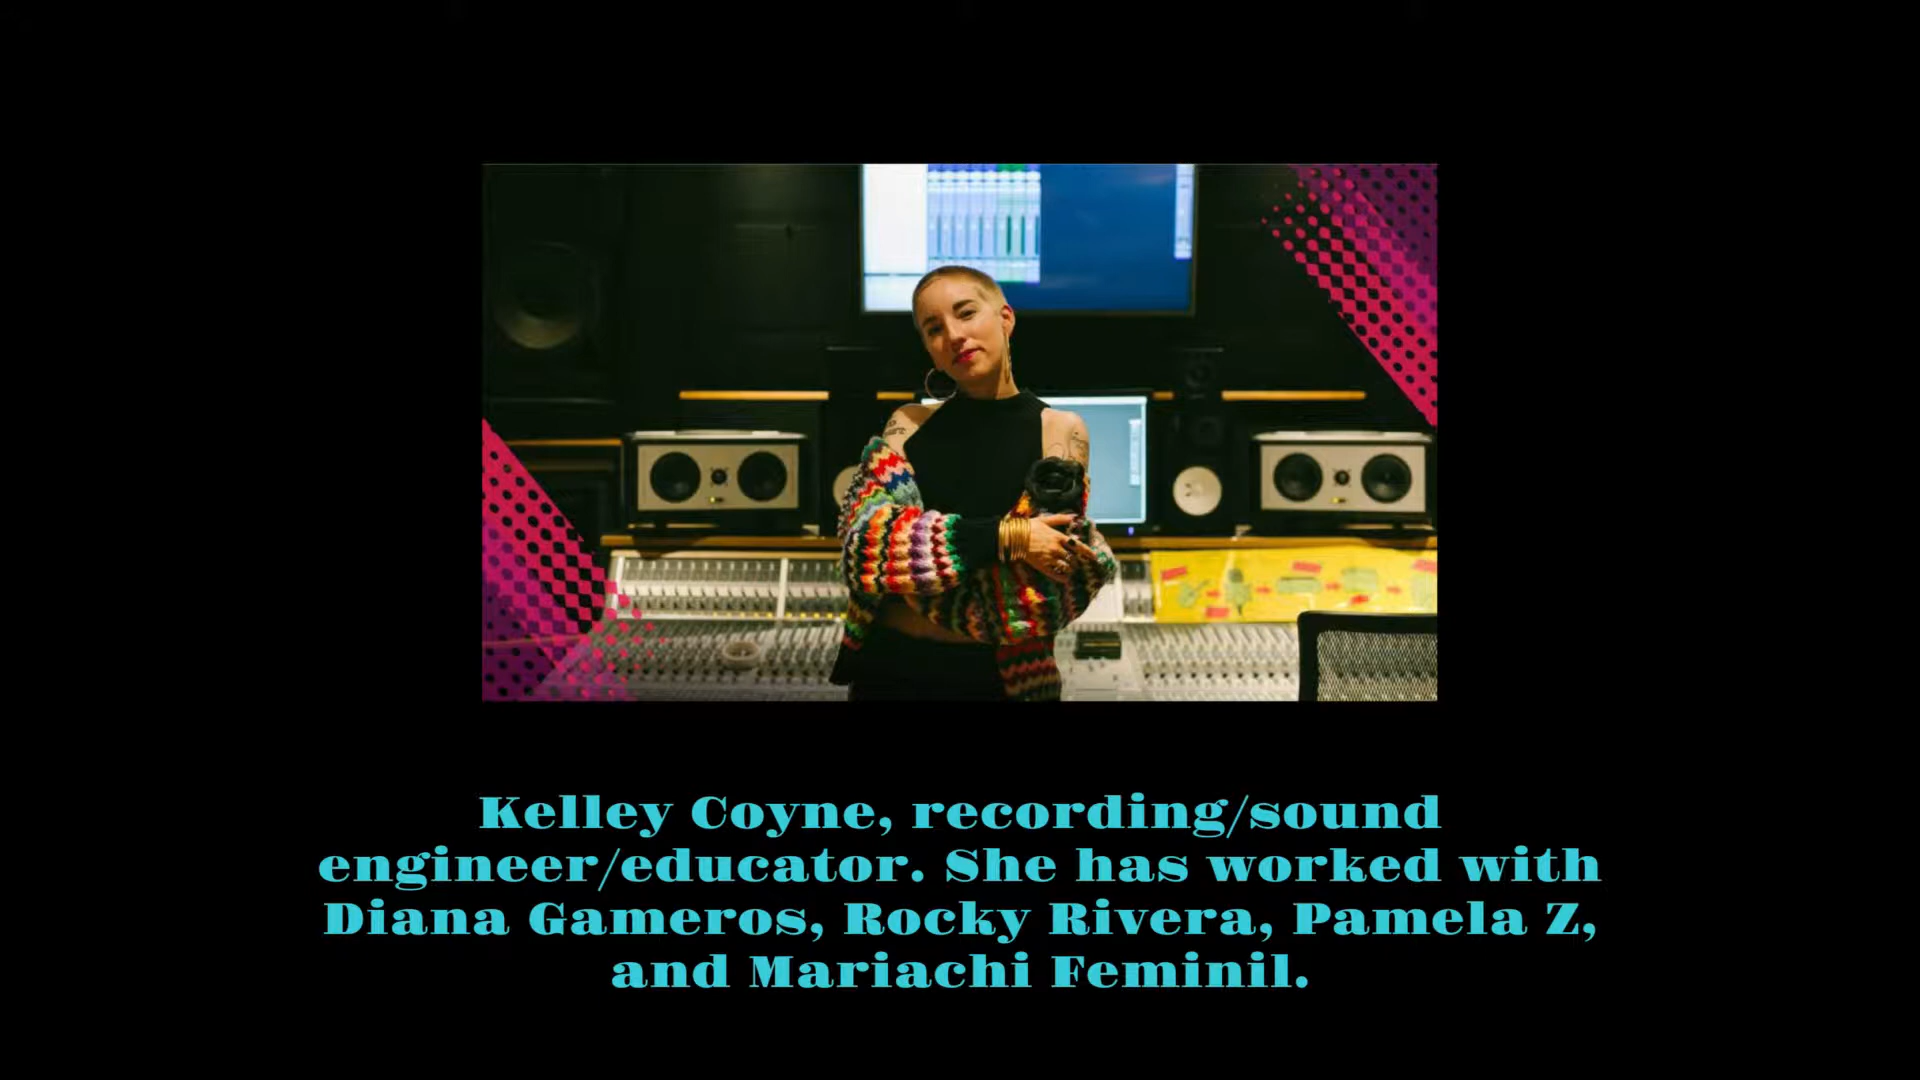 Kelley Coyne, recording/sound
engineer/educator. She has worked with
Diana Gameros, Rocky Rivera, Pamela Z,
and Mariachi Feminil.